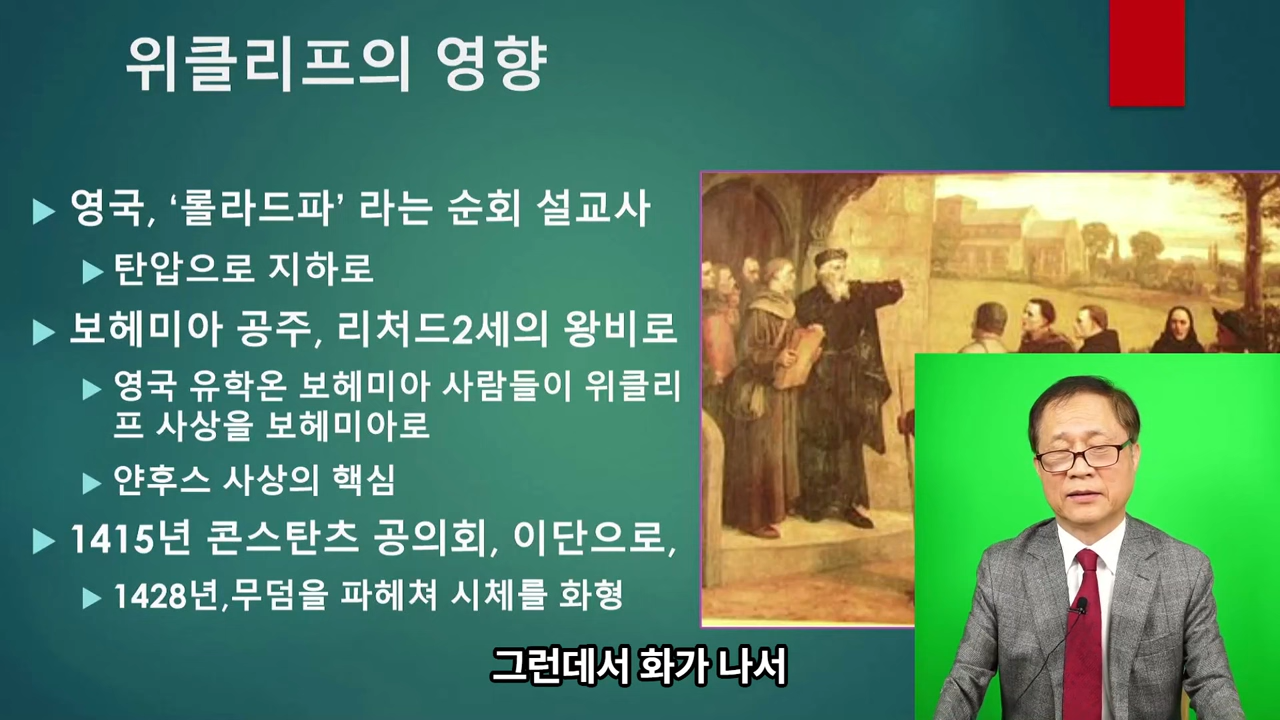 위클리프의 영향
영국, ‘롤라드파’ 라는 순회 설교사
탄압으로 지하로
보헤미아 공주, 리처드2세의 왕비로
영국 유학온 보헤미아 사람들이 위클리
프 사상을 보헤미아로
얀후스 사상의 핵심
1415년 콘스탄츠 공의회, 이단으로,
1428년,무덤을 파헤쳐 시체를 화형
그런데서 화가 나서